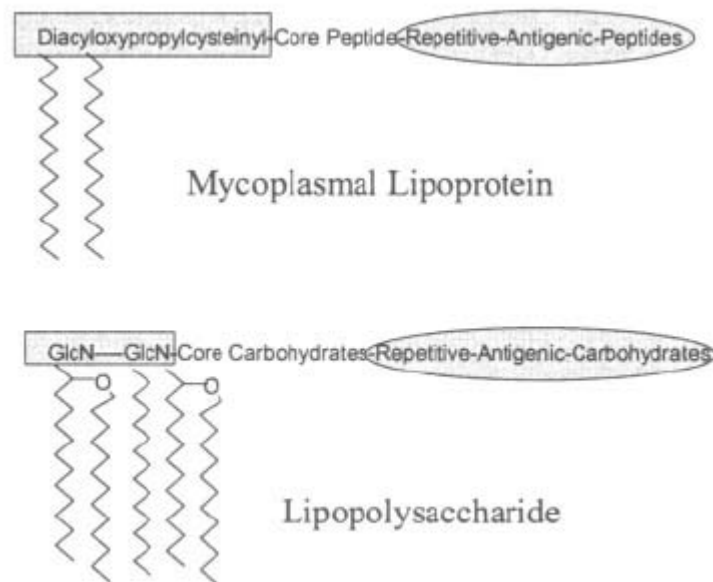 Diacyloxypropylcysteinyl-Core Peptide-Repetitive-Antigenic-Peptides
Mycoplasmal Lipoprotein
GlcN—GlcN-Core Carbohydrates-Repetitive-Antigenic-Carbohydrates
O O
Lipopolysaccharide